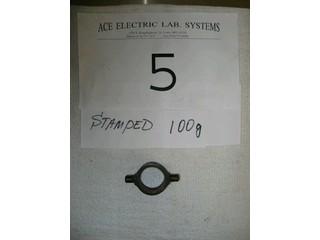 ACE ELECTRIC LAB. SYSTEMS
5
STAMPED 100g